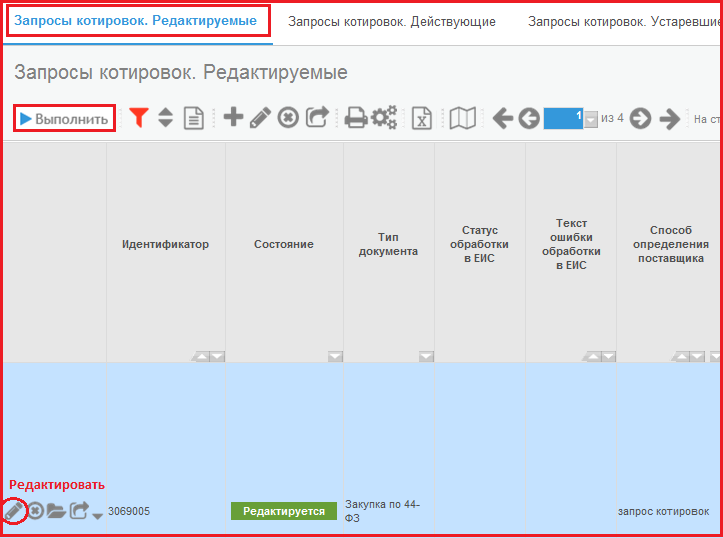 Запросы котировок. Редактируемые
Запросы котировок. Действующие
Запросы котировок. Устаревшие
Запросы котировок. Редактируемые
Выполнить
1
из 4
На ст
Идентификатор
Состояние
Тип
документа
Статус
обработки
в ЕИС
Текст
ошибки
обработки
в ЕИС
Способ
определения
поставщика
Редактировать
3069005
Редактируется
Закупка по 44-
ФЗ
запрос котировок